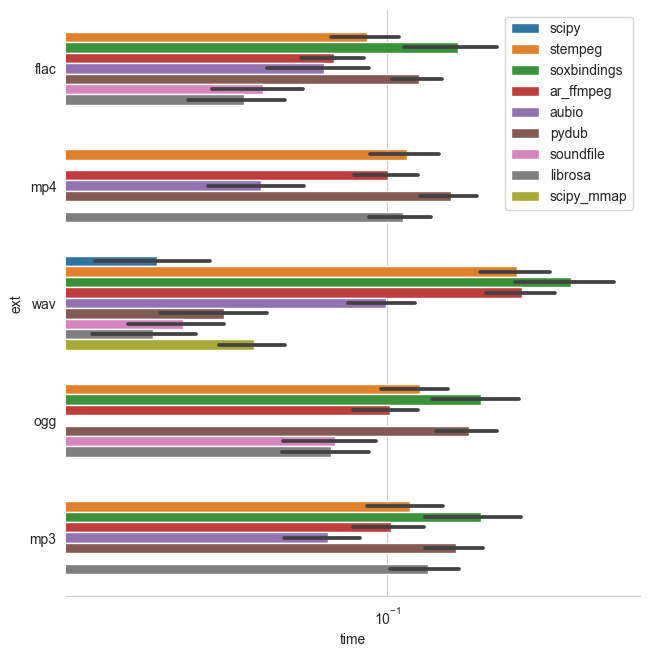 scipy
stempeg
soxbindings
ar_ffmpeg
aubio
pydub
soundfile
librosa
scipy_mmap
flac
mp4
wav
ogg
mp3
ext
10⁻¹
time